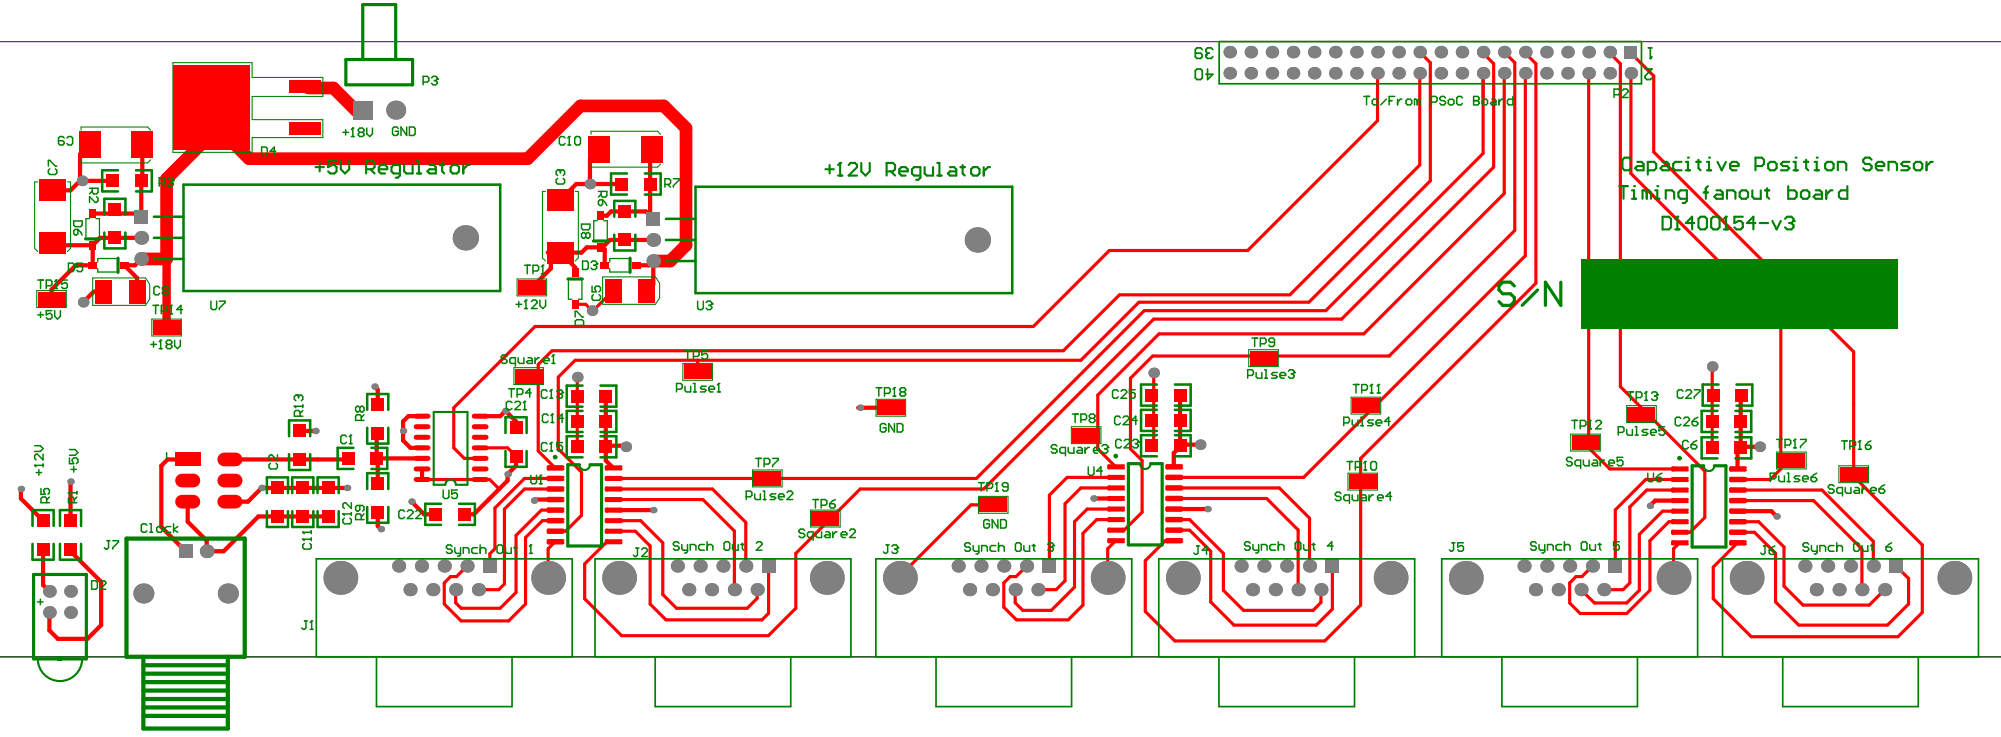 39
1
40
2
P3
P2
To/From PSoC Board
+18V
GND
C9
D4
C10
+5V Regulator
+12V Regulator
Capacitive Position Sensor
Timing fanout board
D1400154-v3
S/N
C7
R3
R2
D6
D5
C8
TP15
+5V
TP14
+18V
U7
C3
R7
R6
D8
D3
TP1
+12V
C5
D7
U3
Square1
TP4
TP5
Pulse1
TP9
Pulse3
TP18
GND
TP11
Pulse4
TP8
Square3
TP13
Pulse5
TP12
Square5
TP17
Pulse6
TP16
Square6
TP7
Pulse2
TP6
Square2
TP19
GND
TP10
Square4
R13
R8
C21
C13
C14
C15
C25
C24
C23
C27
C26
C6
C1
C2
U5
U1
U4
U6
+12V
+5V
R5
R1
C12
R9
C22
C11
Clock
J7
D2
+
Synch Out 1
J2
Synch Out 2
J3
Synch Out 3
J4
Synch Out 4
J5
Synch Out 5
J6
Synch Out 6
J1